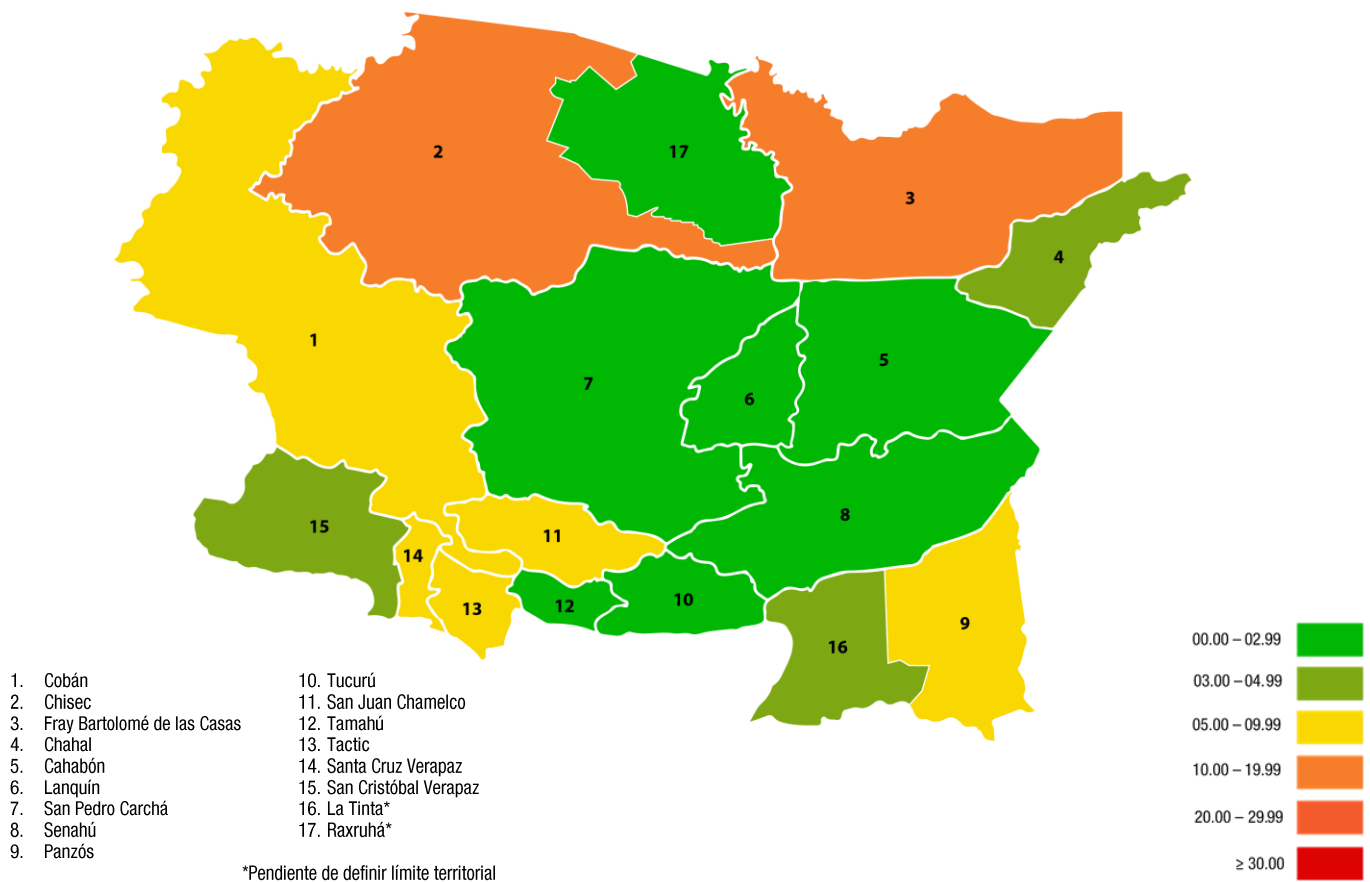 2
17
3
4
1
5
7
6
8
15
11
14
12
10
13
9
16
00.00 – 02.99
03.00 – 04.99
05.00 – 09.99
10.00 – 19.99
20.00 – 29.99
≥ 30.00
1. Cobán
2. Chisec
3. Fray Bartolomé de las Casas
4. Chahal
5. Cahabón
6. Lanquín
7. San Pedro Carchá
8. Senahú
9. Panzós
10. Tucurú
11. San Juan Chamelco
12. Tamahú
13. Tactic
14. Santa Cruz Verapaz
15. San Cristóbal Verapaz
16. La Tinta*
17. Raxruhá*
*Pendiente de definir límite territorial